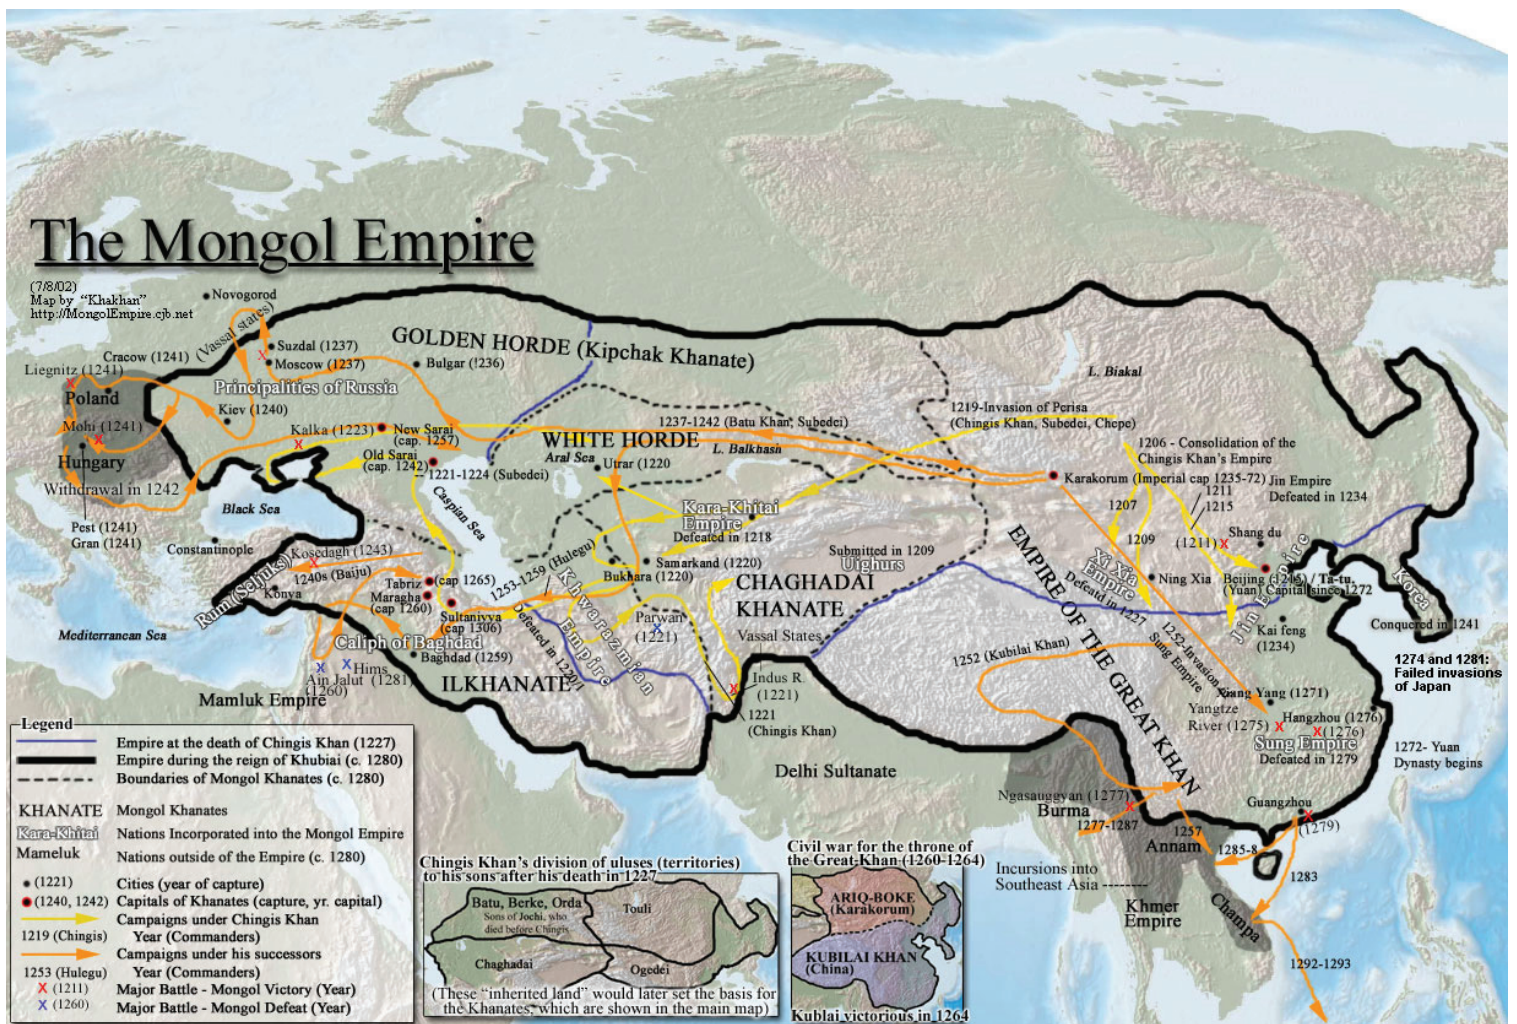 The Mongol Empire
(7/8/02)
Map by "Khakhan"
http://MongolEmpire.cjb.net
Novogorod
(Vassal states)
Suzdal (1237)
Moscow (1237)
Cracow (1241)
Liegnitz (1241)
Poland
Mohi (1241)
Hungary
Withdrawal in 1242
Pest (1241)
Gran (1241)
Principalities of Russia
Kiev (1240)
Kalka (1223)
Bulgar (1236)
GOLDEN HORDE (Kipchak Khanate)
New Sarai
(cap. 1257)
Old Sarai
(cap. 1242)
1221-1224 (Subedei)
WHITE HORDE
Aral Sea
Utrar (1220
L. Balkhash
1237-1242 (Batu Khan, Subedei)
1219-Invasion of Perisa
(Chingis Khan, Subedei, Chepe)
L. Biakal
1206 - Consolidation of the
Chingis Khan's Empire
Karakorum (Imperial cap 1235-72)
Jin Empire
Defeated in 1234
1211
1215
1207
1209
Shang du
(1211)
Black Sea
Caspian Sea
Constantinople
Kosedagh (1243)
1240s (Baiju)
Rum (Seljuks)
Konya
Tabriz
(cap 1265)
Maragha
(cap 1260)
Sultaniyya
(cap 1306)
1253-1259 (Hulegu)
Kara-Khitai
Empire
Defeated in 1218
Samarkand (1220)
Bukhara (1220)
Submitted in 1209
Uighurs
CHAGHADAI
KHANATE
Vassal States
Khwarazmian
Empire
Defeated in 1220/1
Parwan
(1221)
Indus R.
(1221)
1221
(Chingis Khan)
Mediterranean Sea
Caliph of Baghdad
Baghdad (1259)
ILKHANATE
Hims
(1281)
Ain Jalut
(1260)
Mamluk Empire
EMPIRE OF THE GREAT KHAN
Xi Xia
Empire
Defeatd in 1227
Ning Xia
Beijing (1215) / Ta-tu.
(Yuan) Capital since 1272
Jin Empire
Kai feng
(1234)
Korea
Conquered in 1241
1274 and 1281:
Failed invasions
of Japan
1252 (Kubilai Khan)
1252-Invasion
Sung Empire
Xiang Yang (1271)
Yangtze
River (1275)
Hangzhou (1276)
(1276)
Sung Empire
Defeated in 1279
1272- Yuan
Dynasty begins
Delhi Sultanate
Ngasauggyan (1277)
Burma
1277-1287
1257
Annam
Guangzhou
(1279)
1285-8
1283
Incursions into
Southeast Asia
Khmer
Empire
Champa
1292-1293
Legend
Empire at the death of Chingis Khan (1227)
Empire during the reign of Khubiai (c. 1280)
Boundaries of Mongol Khanates (c. 1280)
KHANATE Mongol Khanates
Kara-Khitai Nations Incorporated into the Mongol Empire
Mameluk Nations outside of the Empire (c. 1280)
(1221) Cities (year of capture)
(1240, 1242) Capitals of Khanates (capture, yr. capital)
Campaigns under Chingis Khan
1219 (Chingis) Year (Commanders)
Campaigns under his successors
1253 (Hulegu) Year (Commanders)
X (1211) Major Battle - Mongol Victory (Year)
X (1260) Major Battle - Mongol Defeat (Year)
Chingis Khan's division of uluses (territories)
to his sons after his death in 1227
Batu, Berke, Orda
Sons of Jochi, who
died before Chingis
Touli
Chaghadai
Ogedei
(These "inherited land" would later set the basis for
the Khanates, which are shown in the main map)
Civil war for the throne of
the Great Khan (1260-1264)
ARIQ-BOKE
(Karakorum)
KUBILAI KHAN
(China)
Kublai victorious in 1264